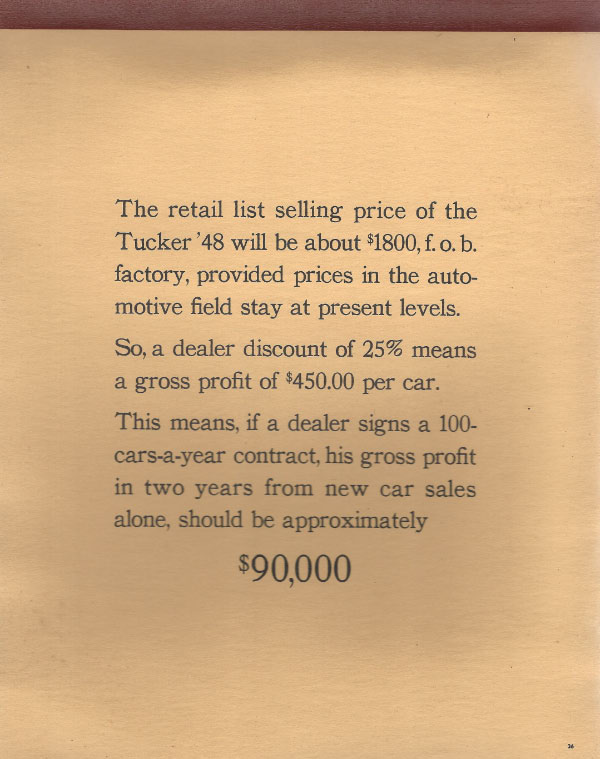 The retail list selling price of the
Tucker '48 will be about $1800, f. o. b.
factory, provided prices in the auto-
motive field stay at present levels.
So, a dealer discount of 25% means
a gross profit of $450.00 per car.
This means, if a dealer signs a 100-
cars-a-year contract, his gross profit
in two years from new car sales
alone, should be approximately
$90,000